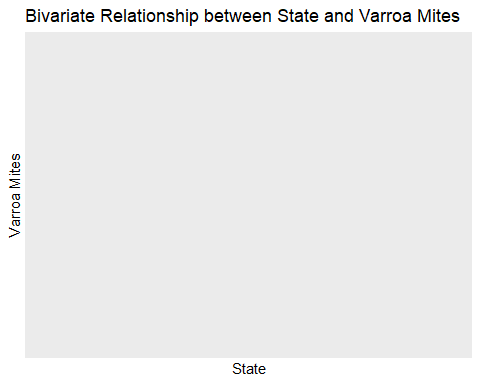 Bivariate Relationship between State and Varroa Mites
Varroa Mites
State